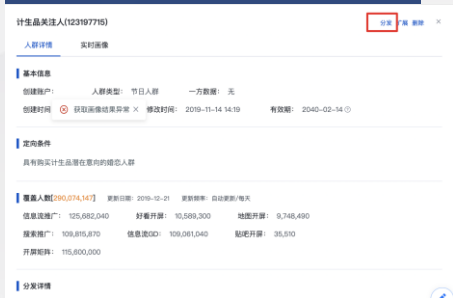 计生品关注人(123197715)
分发 扩展 删除 ×
人群详情 实时画像
基本信息
创建账户: 人群类型: 节日人群 一方数据: 无
创建时间 获取画像结果异常 × 修改时间: 2019-11-14 14:19 有效期: 2040-02-14
定向条件
具有购买计生品潜在意向的婚恋人群
覆盖人数[290,074,147] 更新日期: 2019-12-21 更新频率: 自动更新/每天
信息流推广: 125,682,040 好看开屏: 10,589,300 地图开屏: 9,748,490
搜索推广: 109,815,870 信息流GD: 109,061,040 贴吧开屏: 35,510
开屏矩阵: 115,600,000
分发详情